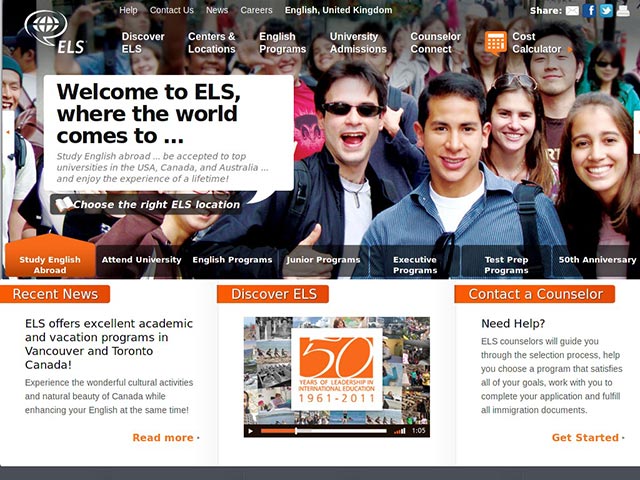 Help Contact Us News Careers English, United Kingdom Share:
ELS
Discover ELS
Centers & Locations
English Programs
University Admissions
Counselor Connect
Cost Calculator
Welcome to ELS,
where the world
comes to ...
Study English abroad ... be accepted to top
universities in the USA, Canada, and Australia ...
and enjoy the experience of a lifetime!
Choose the right ELS location
Study English Abroad
Attend University
English Programs
Junior Programs
Executive Programs
Test Prep Programs
50th Anniversary
Recent News
ELS offers excellent academic
and vacation programs in
Vancouver and Toronto
Canada!
Experience the wonderful cultural activities
and natural beauty of Canada while
enhancing your English at the same time!
Read more
Discover ELS
50
YEARS OF LEADERSHIP IN
INTERNATIONAL EDUCATION
1961-2011
1:05
Contact a Counselor
Need Help?
ELS counselors will guide you
through the selection process, help
you choose a program that satisfies
all of your goals, work with you to
complete your application and fulfill
all immigration documents.
Get Started